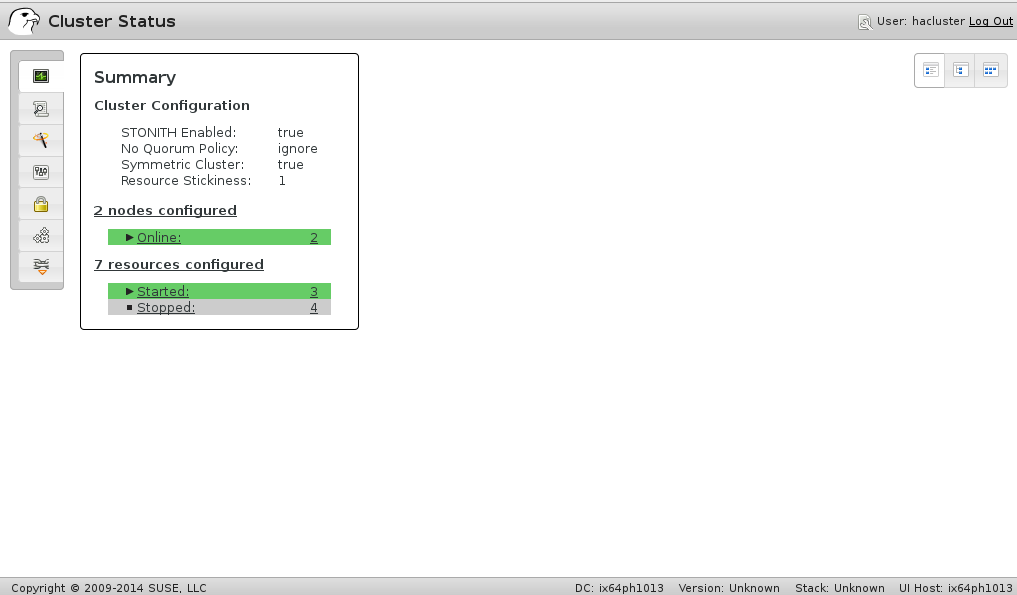 Cluster Status
User: hacluster Log Out
Summary
Cluster Configuration
STONITH Enabled: true
No Quorum Policy: ignore
Symmetric Cluster: true
Resource Stickiness: 1
2 nodes configured
Online: 2
7 resources configured
Started: 3
Stopped: 4
Copyright © 2009-2014 SUSE, LLC DC: ix64ph1013 Version: Unknown Stack: Unknown UI Host: ix64ph1013